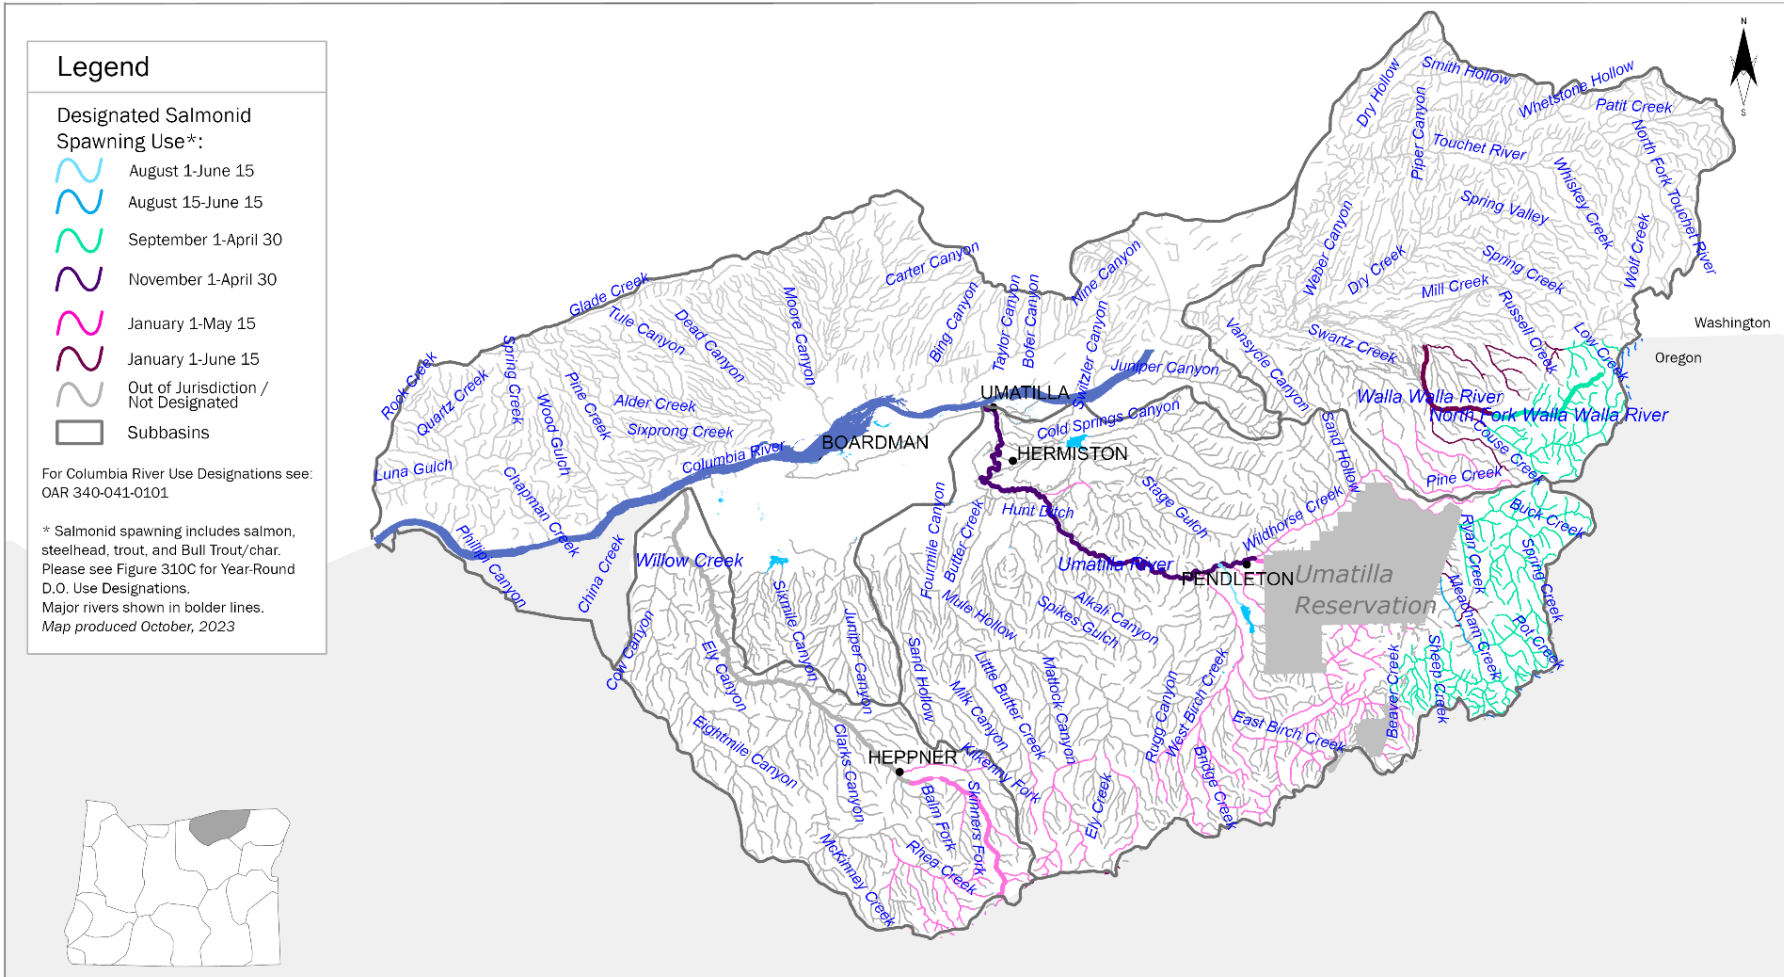 Legend
Designated Salmonid
Spawning Use*:
August 1-June 15
August 15-June 15
September 1-April 30
November 1-April 30
January 1-May 15
January 1-June 15
Out of Jurisdiction /
Not Designated
Subbasins
For Columbia River Use Designations see:
OAR 340-041-0101
* Salmonid spawning includes salmon,
steelhead, trout, and Bull Trout/char.
Please see Figure 310C for Year-Round
D.O. Use Designations.
Major rivers shown in bolder lines.
Map produced October, 2023
N
S
Washington
Oregon
Smith Hollow
Dry Hollow
Whetstone Hollow
Patit Creek
Piper Canyon
Touchet River
North Fork Touchet River
Whiskey Creek
Spring Valley
Wolf Creek
Weber Canyon
Dry Creek
Spring Creek
Mill Creek
Russell Creek
Low Creek
Swartz Creek
Vansycle Canyon
Walla Walla River
North Fork Walla Walla River
Couse Creek
Pine Creek
Carter Canyon
Nine Canyon
Glade Creek
Tule Canyon
Dead Canyon
Moore Canyon
Bing Canyon
Taylor Canyon
Bofer Canyon
Switzler Canyon
Juniper Canyon
Rock Creek
Quartz Creek
Spring Creek
Wood Gulch
Pine Creek
Alder Creek
Sixprong Creek
Columbia River
BOARDMAN
UMATILLA
Cold Springs Canyon
HERMISTON
Luna Gulch
Chapman Creek
Phillipi Canyon
China Creek
Willow Creek
Fourmile Canyon
Butter Creek
Hunt Ditch
Stage Gulch
Sand Hollow
Wildhorse Creek
Umatilla River
PENDLETON
Umatilla
Reservation
Buck Creek
Ryan Creek
Spring Creek
Meacham Creek
Pot Creek
Sheep Creek
Beaver Creek
Cow Canyon
Ely Canyon
Sixmile Canyon
Juniper Canyon
Sand Hollow
Mule Hollow
Spikes Gulch
Alkali Canyon
Little Butter Creek
Milk Canyon
Matlock Canyon
Rugg Canyon
West Birch Creek
East Birch Creek
Bridge Creek
Eightmile Canyon
Clarks Canyon
HEPPNER
Kilkenny Fork
Skinners Fork
Balm Fork
Rhea Creek
McKinney Creek
Ely Creek